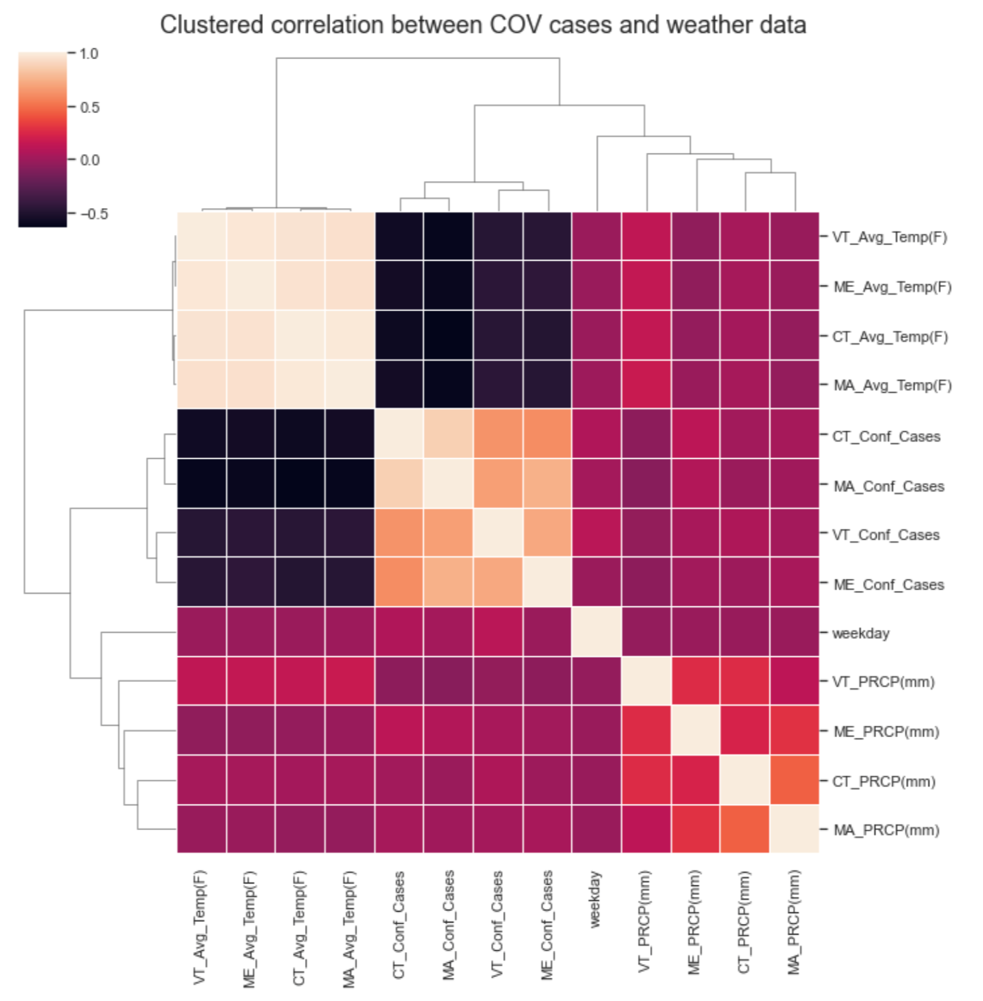 Clustered correlation between COV cases and weather data
1.0
0.5
0.0
−0.5
VT_Avg_Temp(F)
ME_Avg_Temp(F)
CT_Avg_Temp(F)
MA_Avg_Temp(F)
CT_Conf_Cases
MA_Conf_Cases
VT_Conf_Cases
ME_Conf_Cases
weekday
VT_PRCP(mm)
ME_PRCP(mm)
CT_PRCP(mm)
MA_PRCP(mm)
VT_Avg_Temp(F)
ME_Avg_Temp(F)
CT_Avg_Temp(F)
MA_Avg_Temp(F)
CT_Conf_Cases
MA_Conf_Cases
VT_Conf_Cases
ME_Conf_Cases
weekday
VT_PRCP(mm)
ME_PRCP(mm)
CT_PRCP(mm)
MA_PRCP(mm)